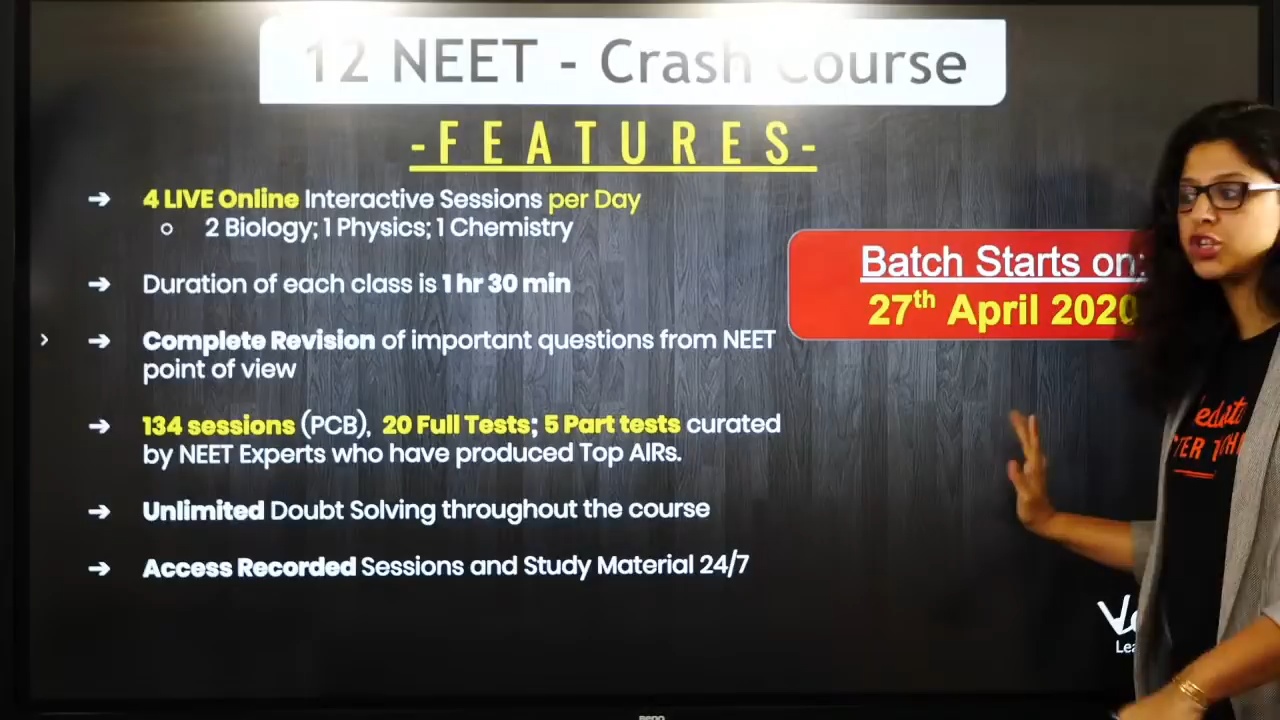 12 NEET - Crash Course
-FEATURES-
➔ 4 LIVE Online Interactive Sessions per Day
○ 2 Biology; 1 Physics; 1 Chemistry
➔ Duration of each class is 1 hr 30 min
➔ Complete Revision of important questions from NEET
point of view
➔ 134 sessions (PCB), 20 Full Tests; 5 Part tests curated
by NEET Experts who have produced Top AIRs.
➔ Unlimited Doubt Solving throughout the course
➔ Access Recorded Sessions and Study Material 24/7
Batch Starts on:
27th April 2020